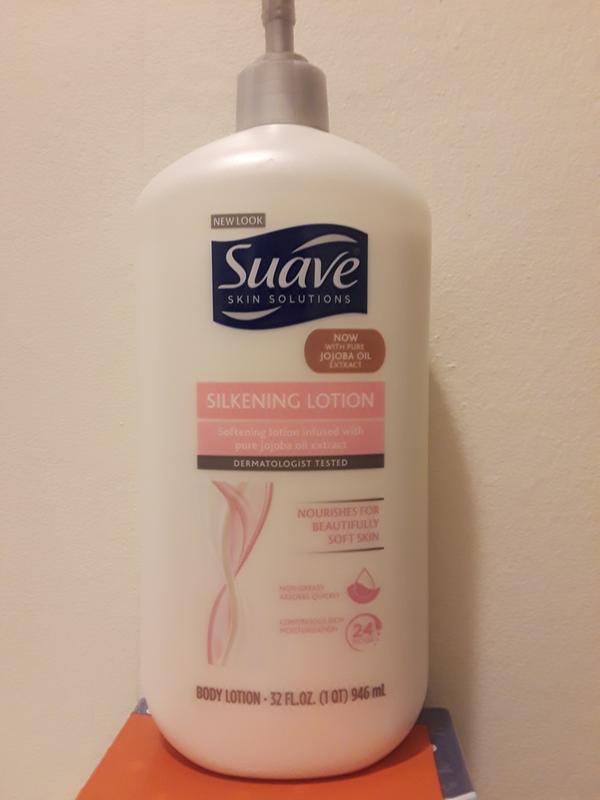 NEW LOOK
Suave
SKIN SOLUTIONS
NOW
WITH PURE
JOJOBA OIL
EXTRACT
SILKENING LOTION
Softening lotion infused with
pure jojoba oil extract
DERMATOLOGIST TESTED
NOURISHES FOR
BEAUTIFULLY
SOFT SKIN
NON-GREASY
ABSORBS QUICKLY
CONTINUOUS RICH
MOISTURIZATION
24
HOURS
BODY LOTION • 32 FL.OZ. (1 QT) 946 mL